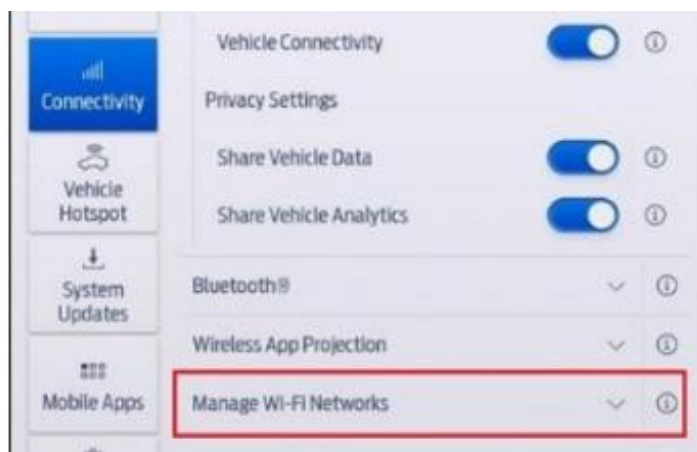 Vehicle Connectivity
Connectivity
Privacy Settings
Share Vehicle Data
Vehicle
Hotspot
Share Vehicle Analytics
System
Updates
Bluetooth®
Wireless App Projection
Mobile Apps
Manage Wi-Fi Networks